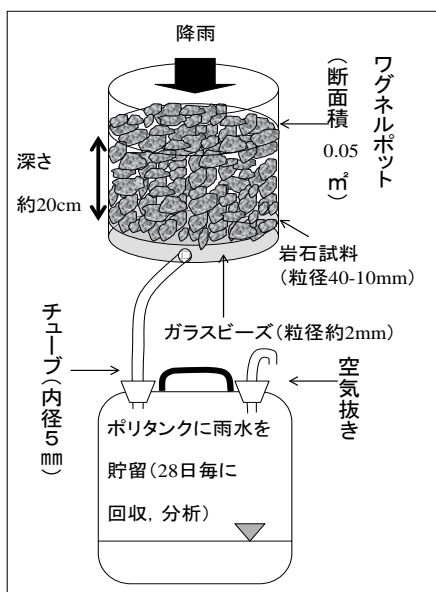 降雨
ワグネルポット
(断面積
0.05
㎡)
深さ
約20cm
岩石試料
(粒径40-10mm)
ガラスビーズ(粒径約2mm)
チューブ(内径5㎜)
空気抜き
ポリタンクに雨水を
貯留(28日毎に
回収, 分析)